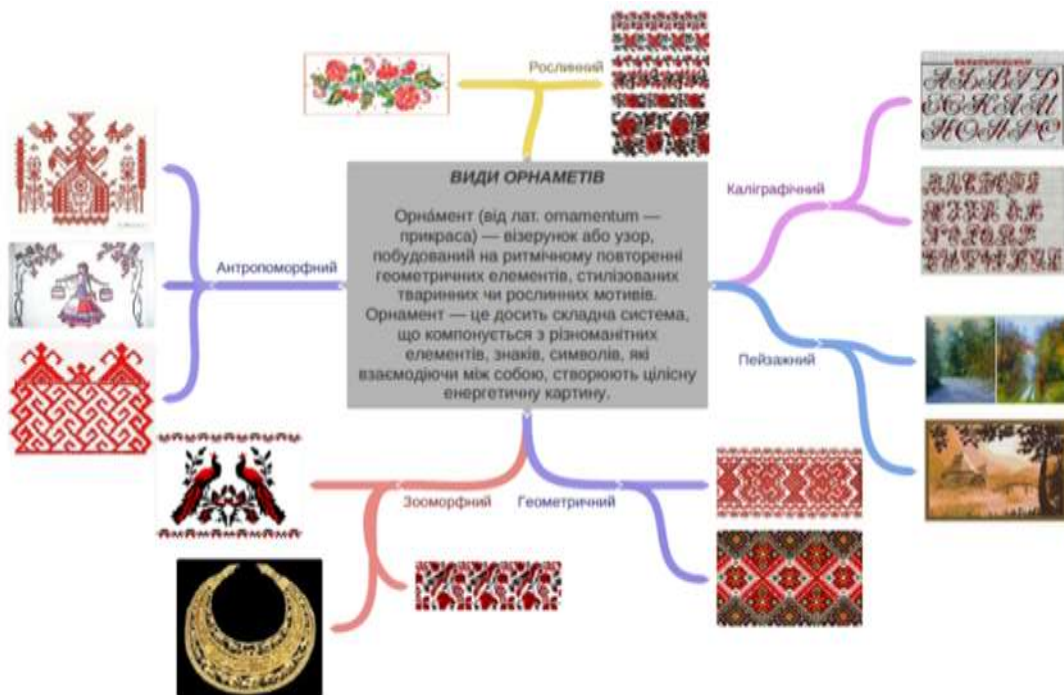 Рослинний
Каліграфічний
ВИДИ ОРНАМЕТІВ
Орна́мент (від лат. ornamentum —
прикраса) — візерунок або узор,
побудований на ритмічному повторенні
геометричних елементів, стилізованих
тваринних чи рослинних мотивів.
Орнамент — це досить складна система,
що компонується з різноманітних
елементів, знаків, символів, які
взаємодіючи між собою, створюють цілісну
енергетичну картину.
Антропоморфний
Пейзажний
Зооморфний
Геометричний